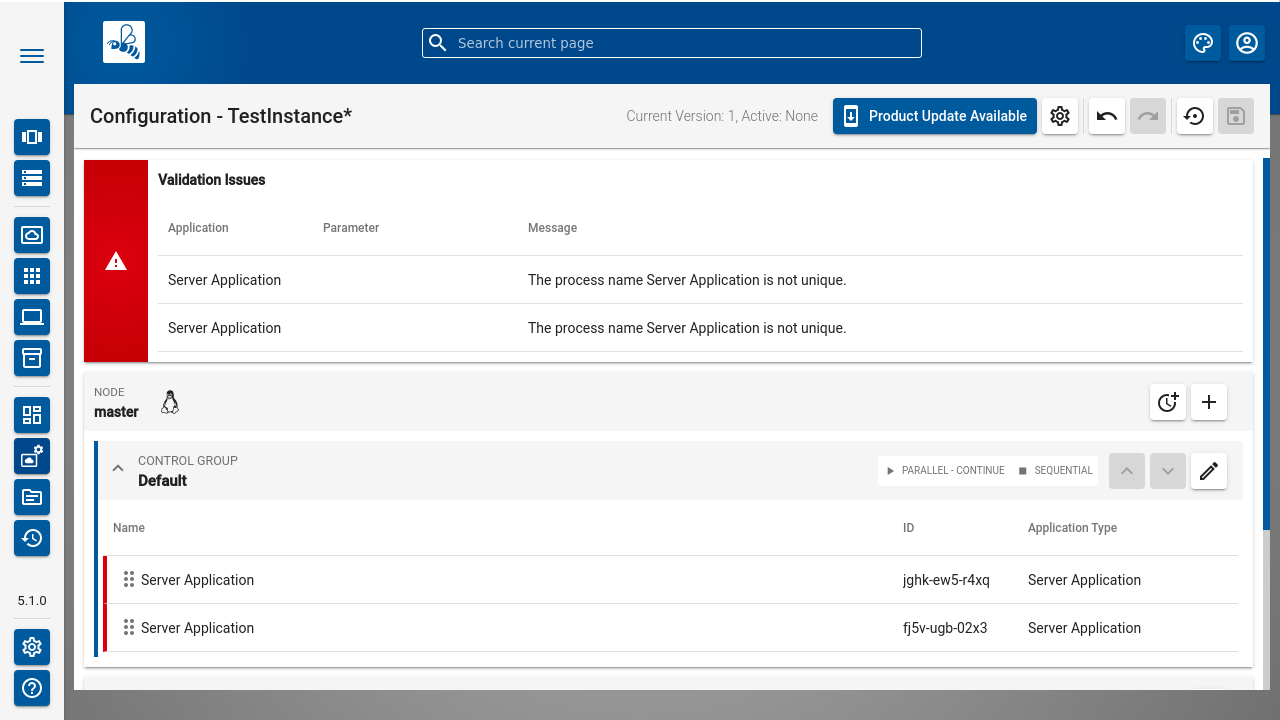 Search current page
Configuration - TestInstance*
Current Version: 1, Active: None
Product Update Available
Validation Issues
Application Parameter Message
Server Application The process name Server Application is not unique.
Server Application The process name Server Application is not unique.
NODE
master
CONTROL GROUP
Default
PARALLEL - CONTINUE SEQUENTIAL
Name ID Application Type
Server Application jghk-ew5-r4xq Server Application
Server Application fj5v-ugb-02x3 Server Application
5.1.0